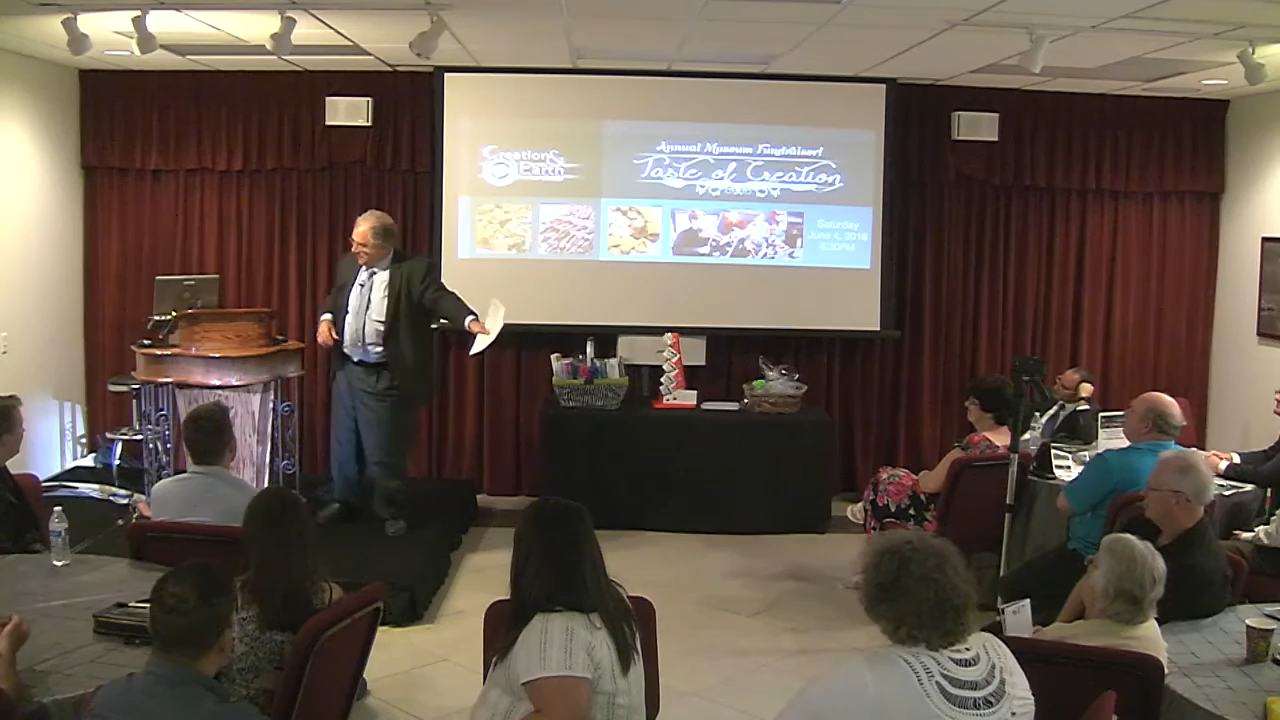 Annual Museum Fundraiser!
Creation &
Earth
Taste of Creation
Saturday
June 4, 2016
6:30PM